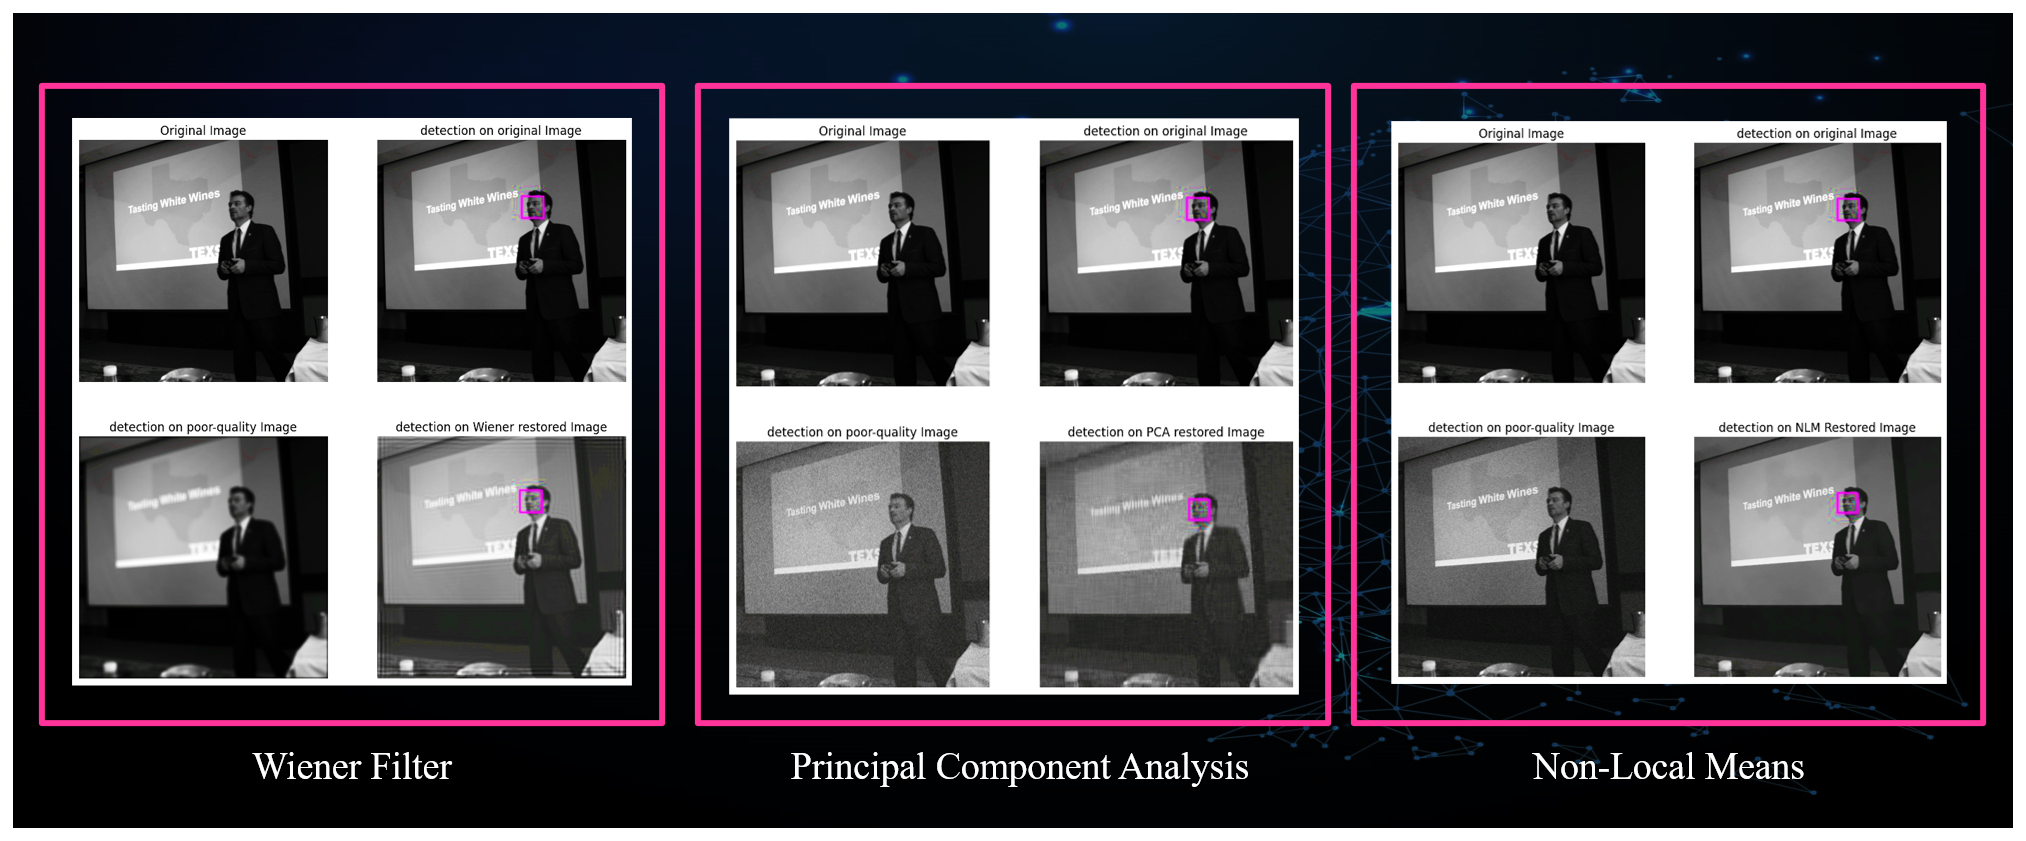 Original Image
detection on original Image
Tasting White Wines
TEXS
Tasting White Wines
TEXS
detection on poor-quality Image
detection on Wiener restored Image
Tasting White Wines
TEXS
Tasting White Wines
TEXS
Wiener Filter
Original Image
detection on original Image
Tasting White Wines
TEXS
Tasting White Wines
TEXS
detection on poor-quality Image
detection on PCA restored Image
Tasting White Wines
TEXS
Tasting White Wines
TEXS
Principal Component Analysis
Original Image
detection on original Image
Tasting White Wines
TEXS
Tasting White Wines
TEXS
detection on poor-quality Image
detection on NLM Restored Image
Tasting White Wines
TEXS
Tasting White Wines
TEXS
Non-Local Means